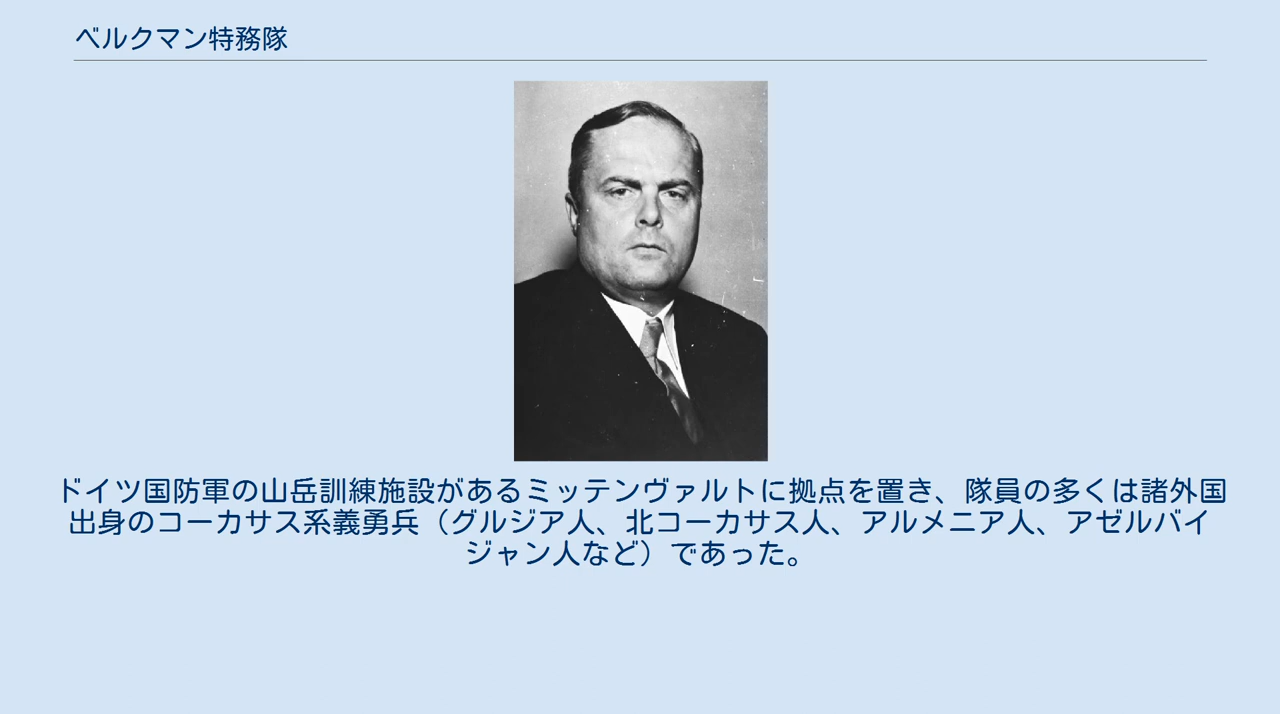 ベルクマン特務隊
ドイツ国防軍の山岳訓練施設があるミッテンヴァルトに拠点を置き、隊員の多くは諸外国
出身のコーカサス系義勇兵（グルジア人、北コーカサス人、アルメニア人、アゼルバイ
ジャン人など）であった。